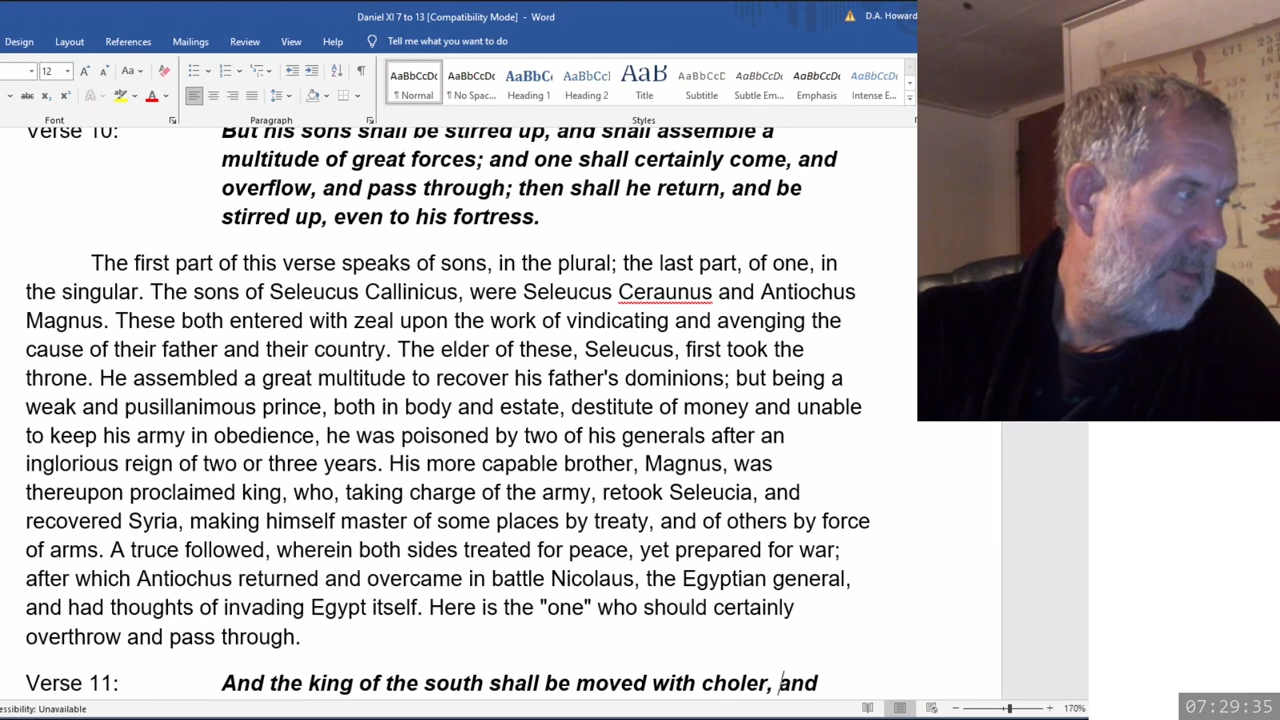 Daniel XI 7 to 13 [Compatibility Mode] - Word
D.A. Howard
Design Layout References Mailings Review View Help Tell me what you want to do
12
Aa
AaBbCcDc AaBbCcDc AaBbC AaBbCcl AaB AaBbCcD AaBbCcD AaBbCcD AaBbCcD
abc x₂ x² A
¶ Normal ¶ No Spac... Heading 1 Heading 2 Title Subtitle Subtle Em... Emphasis Intense E...
Font Paragraph Styles
Verse 10: But his sons shall be stirred up, and shall assemble a
multitude of great forces; and one shall certainly come, and
overflow, and pass through; then shall he return, and be
stirred up, even to his fortress.
The first part of this verse speaks of sons, in the plural; the last part, of one, in
the singular. The sons of Seleucus Callinicus, were Seleucus Ceraunus and Antiochus
Magnus. These both entered with zeal upon the work of vindicating and avenging the
cause of their father and their country. The elder of these, Seleucus, first took the
throne. He assembled a great multitude to recover his father's dominions; but being a
weak and pusillanimous prince, both in body and estate, destitute of money and unable
to keep his army in obedience, he was poisoned by two of his generals after an
inglorious reign of two or three years. His more capable brother, Magnus, was
thereupon proclaimed king, who, taking charge of the army, retook Seleucia, and
recovered Syria, making himself master of some places by treaty, and of others by force
of arms. A truce followed, wherein both sides treated for peace, yet prepared for war;
after which Antiochus returned and overcame in battle Nicolaus, the Egyptian general,
and had thoughts of invading Egypt itself. Here is the "one" who should certainly
overthrow and pass through.
Verse 11: And the king of the south shall be moved with choler, and
essibility: Unavailable
170%
07:29:35